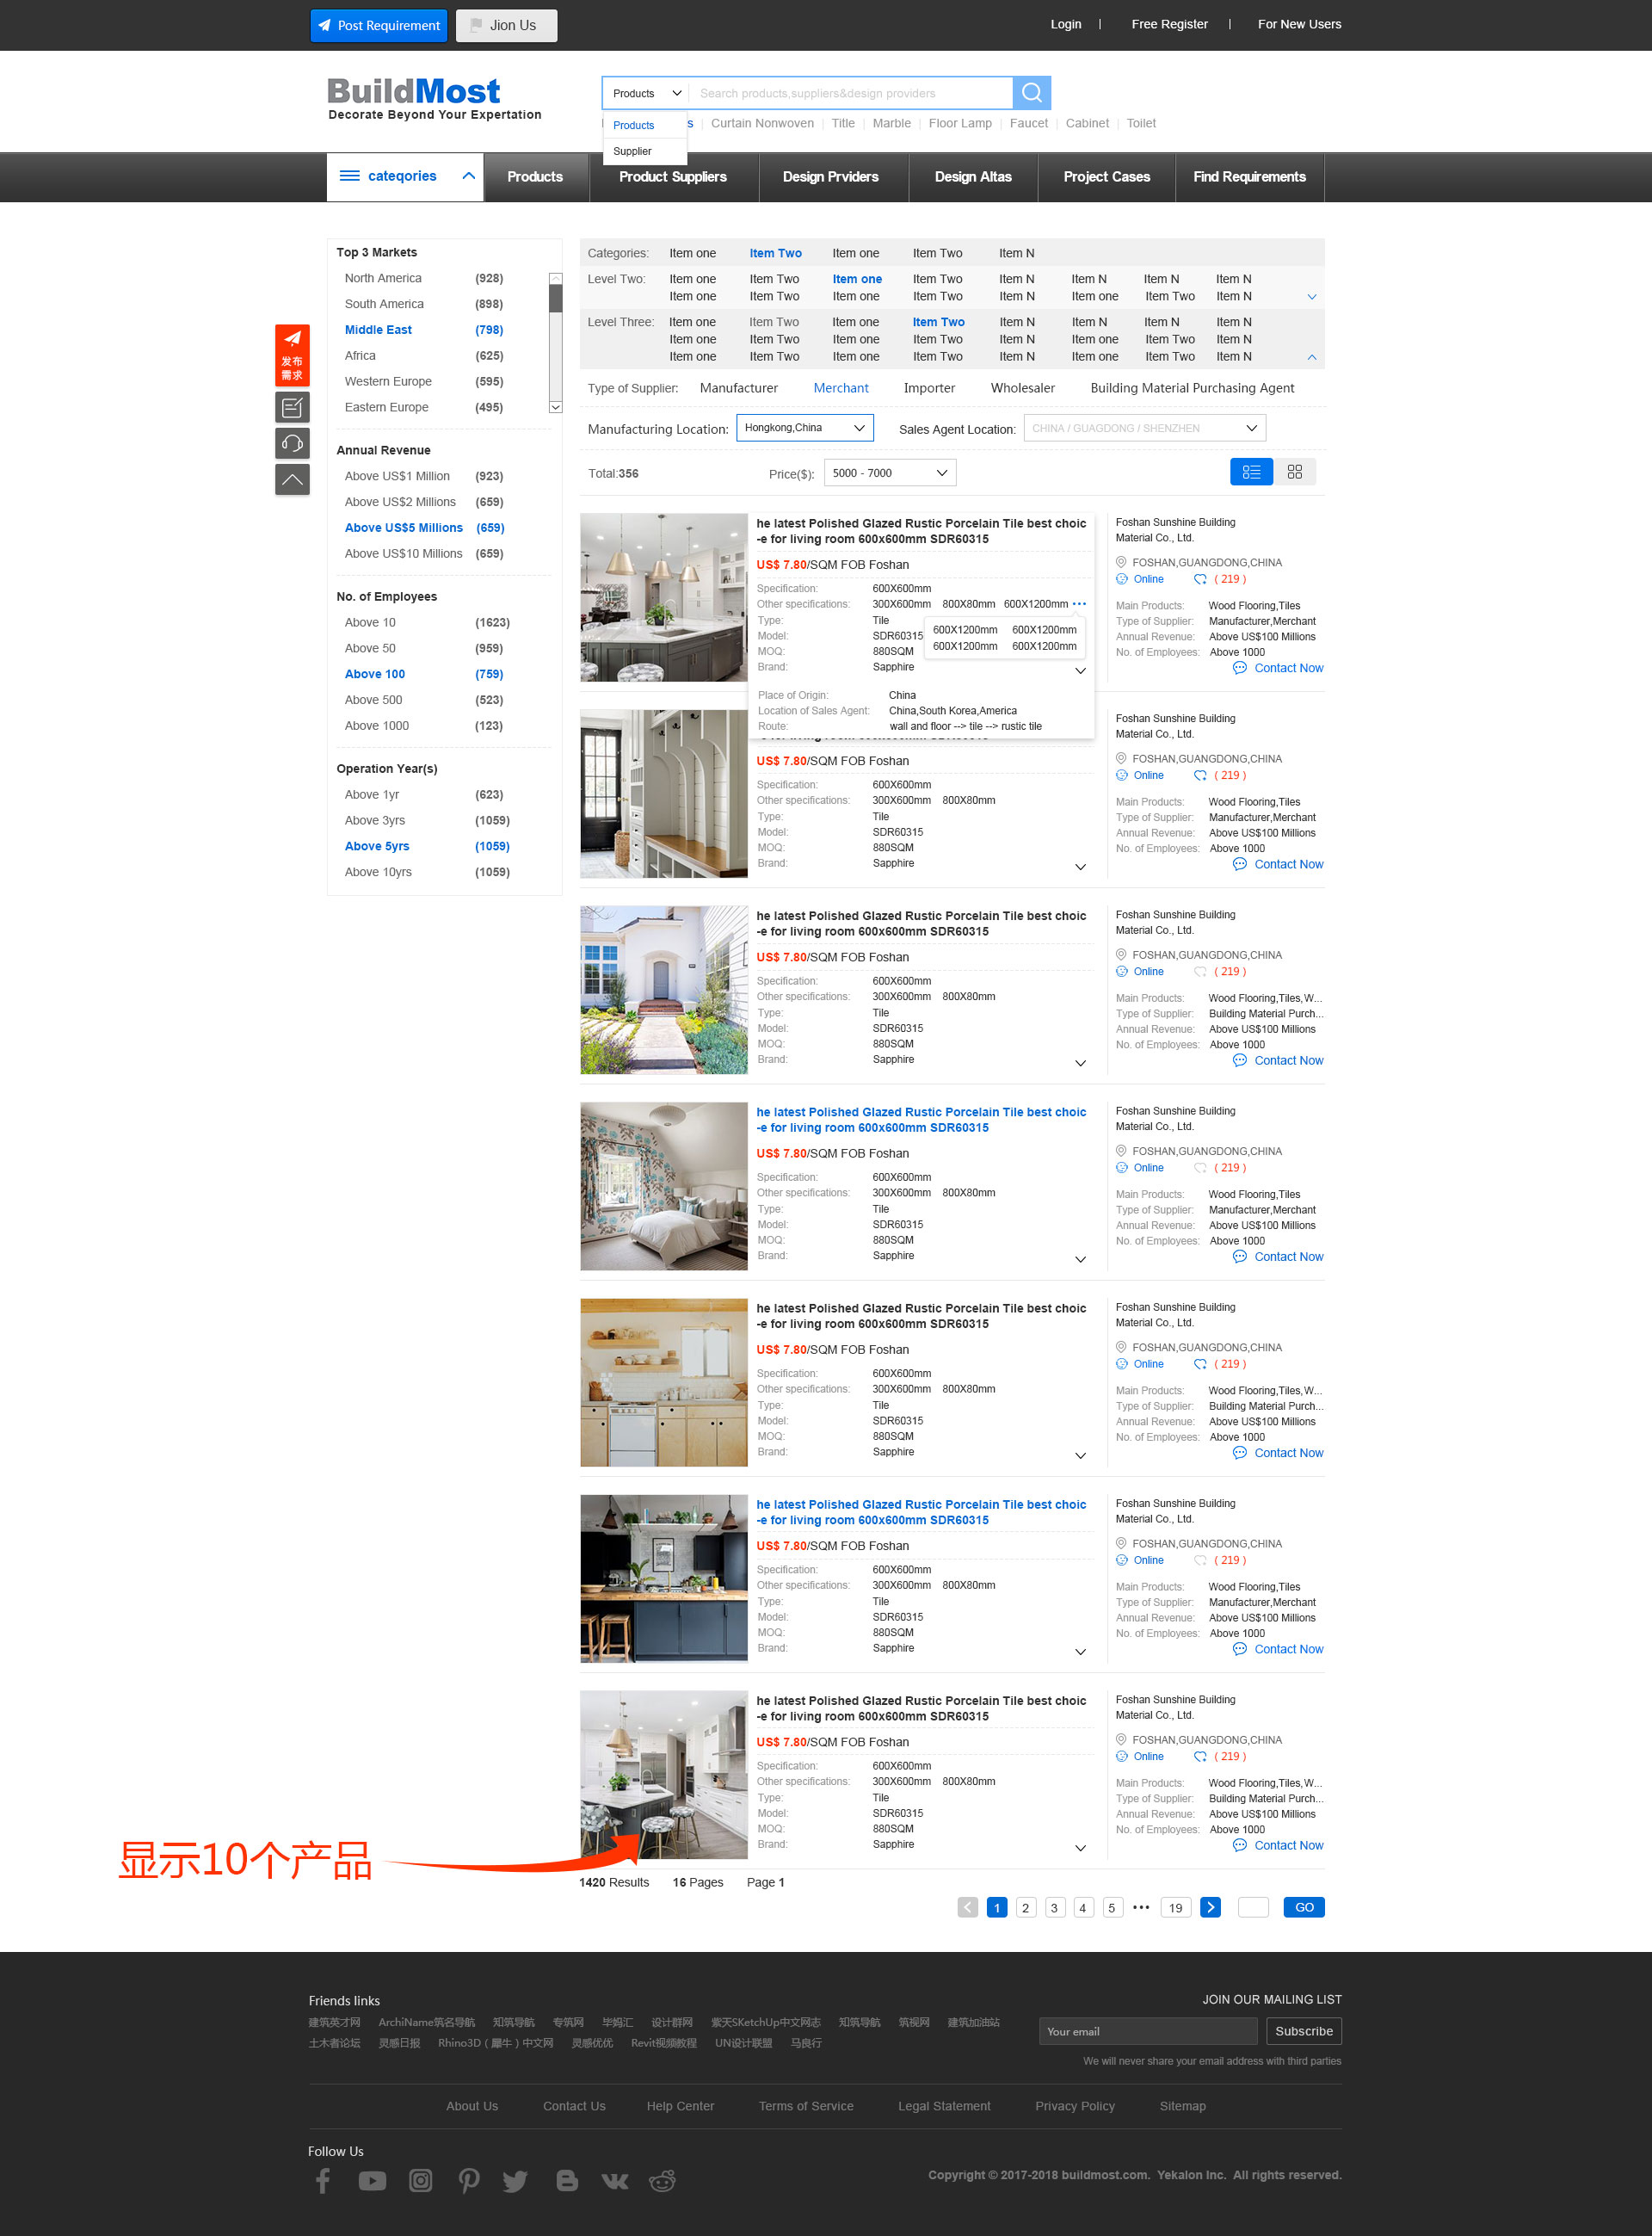 Post Requirement
Jion Us
Login | Free Register | For New Users
BuildMost
Decorate Beyond Your Expertation
Products
Search products,suppliers&design providers
s | Curtain Nonwoven | Title | Marble | Floor Lamp | Faucet | Cabinet | Toilet
Products
Supplier
cateqories
Products
Product Suppliers
Design Prviders
Design Altas
Project Cases
Find Requirements
Top 3 Markets
North America (928)
South America (898)
Middle East (798)
Africa (625)
Western Europe (595)
Eastern Europe (495)
Annual Revenue
Above US$1 Million (923)
Above US$2 Millions (659)
Above US$5 Millions (659)
Above US$10 Millions (659)
No. of Employees
Above 10 (1623)
Above 50 (959)
Above 100 (759)
Above 500 (523)
Above 1000 (123)
Operation Year(s)
Above 1yr (623)
Above 3yrs (1059)
Above 5yrs (1059)
Above 10yrs (1059)
发布
需求
Categories: Item one Item Two Item one Item Two Item N
Level Two: Item one Item Two Item one Item Two Item N Item N Item N Item N
Item one Item Two Item one Item Two Item N Item one Item Two Item N
Level Three: Item one Item Two Item one Item Two Item N Item N Item N Item N
Item one Item Two Item one Item Two Item N Item one Item Two Item N
Item one Item Two Item one Item Two Item N Item one Item Two Item N
Type of Supplier: Manufacturer Merchant Importer Wholesaler Building Material Purchasing Agent
Manufacturing Location: Hongkong,China Sales Agent Location: CHINA / GUAGDONG / SHENZHEN
Total:356 Price($): 5000 - 7000
he latest Polished Glazed Rustic Porcelain Tile best choic
-e for living room 600x600mm SDR60315
US$ 7.80/SQM FOB Foshan
Specification: 600X600mm
Other specifications: 300X600mm 800X80mm 600X1200mm •••
Type: Tile
Model: SDR60315
MOQ: 880SQM
Brand: Sapphire
600X1200mm 600X1200mm
600X1200mm 600X1200mm
Place of Origin: China
Location of Sales Agent: China,South Korea,America
Route: wall and floor --> tile --> rustic tile
Foshan Sunshine Building
Material Co., Ltd.
FOSHAN,GUANGDONG,CHINA
Online ( 219 )
Main Products: Wood Flooring,Tiles
Type of Supplier: Manufacturer,Merchant
Annual Revenue: Above US$100 Millions
No. of Employees: Above 1000
Contact Now
US$ 7.80/SQM FOB Foshan
Specification: 600X600mm
Other specifications: 300X600mm 800X80mm
Type: Tile
Model: SDR60315
MOQ: 880SQM
Brand: Sapphire
Foshan Sunshine Building
Material Co., Ltd.
FOSHAN,GUANGDONG,CHINA
Online ( 219 )
Main Products: Wood Flooring,Tiles
Type of Supplier: Manufacturer,Merchant
Annual Revenue: Above US$100 Millions
No. of Employees: Above 1000
Contact Now
he latest Polished Glazed Rustic Porcelain Tile best choic
-e for living room 600x600mm SDR60315
US$ 7.80/SQM FOB Foshan
Specification: 600X600mm
Other specifications: 300X600mm 800X80mm
Type: Tile
Model: SDR60315
MOQ: 880SQM
Brand: Sapphire
Foshan Sunshine Building
Material Co., Ltd.
FOSHAN,GUANGDONG,CHINA
Online ( 219 )
Main Products: Wood Flooring,Tiles,W...
Type of Supplier: Building Material Purch...
Annual Revenue: Above US$100 Millions
No. of Employees: Above 1000
Contact Now
he latest Polished Glazed Rustic Porcelain Tile best choic
-e for living room 600x600mm SDR60315
US$ 7.80/SQM FOB Foshan
Specification: 600X600mm
Other specifications: 300X600mm 800X80mm
Type: Tile
Model: SDR60315
MOQ: 880SQM
Brand: Sapphire
Foshan Sunshine Building
Material Co., Ltd.
FOSHAN,GUANGDONG,CHINA
Online ( 219 )
Main Products: Wood Flooring,Tiles
Type of Supplier: Manufacturer,Merchant
Annual Revenue: Above US$100 Millions
No. of Employees: Above 1000
Contact Now
he latest Polished Glazed Rustic Porcelain Tile best choic
-e for living room 600x600mm SDR60315
US$ 7.80/SQM FOB Foshan
Specification: 600X600mm
Other specifications: 300X600mm 800X80mm
Type: Tile
Model: SDR60315
MOQ: 880SQM
Brand: Sapphire
Foshan Sunshine Building
Material Co., Ltd.
FOSHAN,GUANGDONG,CHINA
Online ( 219 )
Main Products: Wood Flooring,Tiles,W...
Type of Supplier: Building Material Purch...
Annual Revenue: Above US$100 Millions
No. of Employees: Above 1000
Contact Now
he latest Polished Glazed Rustic Porcelain Tile best choic
-e for living room 600x600mm SDR60315
US$ 7.80/SQM FOB Foshan
Specification: 600X600mm
Other specifications: 300X600mm 800X80mm
Type: Tile
Model: SDR60315
MOQ: 880SQM
Brand: Sapphire
Foshan Sunshine Building
Material Co., Ltd.
FOSHAN,GUANGDONG,CHINA
Online ( 219 )
Main Products: Wood Flooring,Tiles
Type of Supplier: Manufacturer,Merchant
Annual Revenue: Above US$100 Millions
No. of Employees: Above 1000
Contact Now
he latest Polished Glazed Rustic Porcelain Tile best choic
-e for living room 600x600mm SDR60315
US$ 7.80/SQM FOB Foshan
Specification: 600X600mm
Other specifications: 300X600mm 800X80mm
Type: Tile
Model: SDR60315
MOQ: 880SQM
Brand: Sapphire
Foshan Sunshine Building
Material Co., Ltd.
FOSHAN,GUANGDONG,CHINA
Online ( 219 )
Main Products: Wood Flooring,Tiles,W...
Type of Supplier: Building Material Purch...
Annual Revenue: Above US$100 Millions
No. of Employees: Above 1000
Contact Now
显示10个产品
1420 Results 16 Pages Page 1
1 2 3 4 5 ••• 19 GO
Friends links
建筑英才网 ArchiName筑名导航 知筑导航 专筑网 毕姆汇 设计群网 紫天SKetchUp中文网志 知筑导航 筑视网 建筑加油站
土木者论坛 灵感日报 Rhino3D（犀牛）中文网 灵感优优 Revit视频教程 UN设计联盟 马良行
JOIN OUR MAILING LIST
Your email
Subscribe
We will never share your email address with third parties
About Us Contact Us Help Center Terms of Service Legal Statement Privacy Policy Sitemap
Follow Us
Copyright © 2017-2018 buildmost.com. Yekalon Inc. All rights reserved.